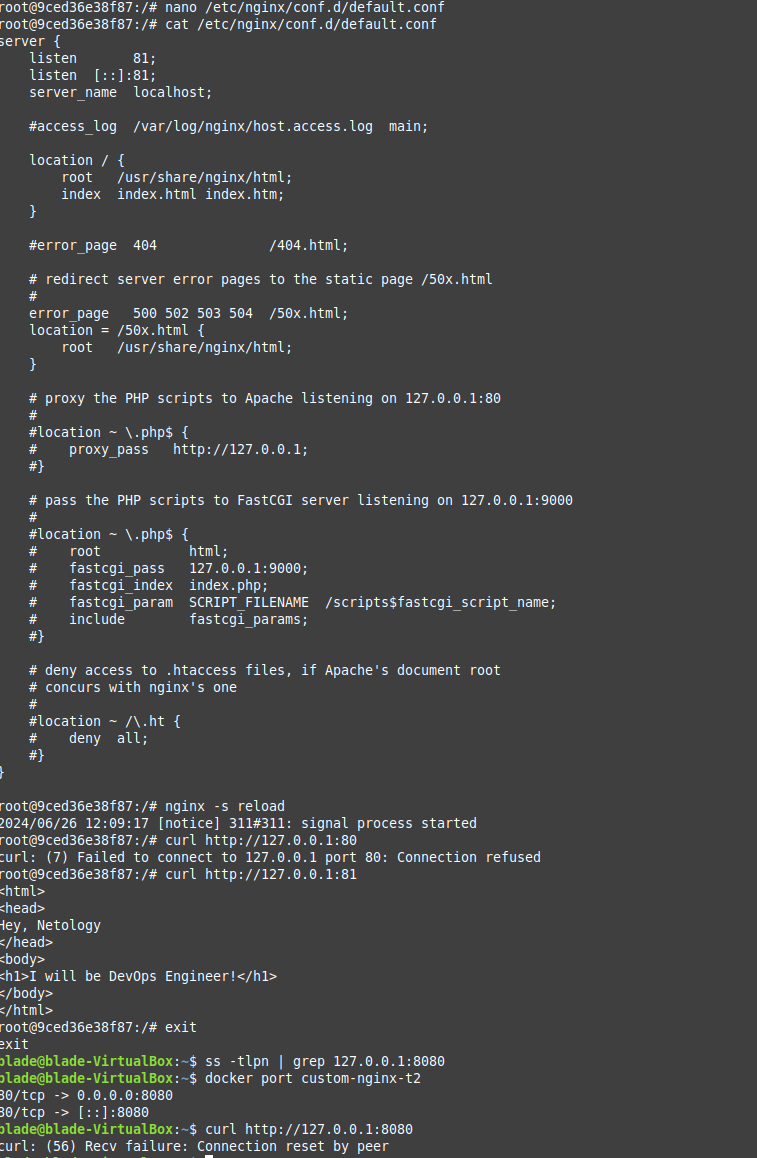 root@9ced36e38f87:/# nano /etc/nginx/conf.d/default.conf
root@9ced36e38f87:/# cat /etc/nginx/conf.d/default.conf
server {
    listen       81;
    listen  [::]:81;
    server_name  localhost;

    #access_log  /var/log/nginx/host.access.log  main;

    location / {
        root   /usr/share/nginx/html;
        index  index.html index.htm;
    }

    #error_page  404              /404.html;

    # redirect server error pages to the static page /50x.html
    #
    error_page   500 502 503 504  /50x.html;
    location = /50x.html {
        root   /usr/share/nginx/html;
    }

    # proxy the PHP scripts to Apache listening on 127.0.0.1:80
    #
    #location ~ \.php$ {
    #    proxy_pass   http://127.0.0.1;
    #}

    # pass the PHP scripts to FastCGI server listening on 127.0.0.1:9000
    #
    #location ~ \.php$ {
    #    root           html;
    #    fastcgi_pass   127.0.0.1:9000;
    #    fastcgi_index  index.php;
    #    fastcgi_param  SCRIPT_FILENAME  /scripts$fastcgi_script_name;
    #    include        fastcgi_params;
    #}

    # deny access to .htaccess files, if Apache's document root
    # concurs with nginx's one
    #
    #location ~ /\.ht {
    #    deny  all;
    #}
}

root@9ced36e38f87:/# nginx -s reload
2024/06/26 12:09:17 [notice] 311#311: signal process started
root@9ced36e38f87:/# curl http://127.0.0.1:80
curl: (7) Failed to connect to 127.0.0.1 port 80: Connection refused
root@9ced36e38f87:/# curl http://127.0.0.1:81
<html>
<head>
Hey, Netology
</head>
<body>
<h1>I will be DevOps Engineer!</h1>
</body>
</html>
root@9ced36e38f87:/# exit
exit
blade@blade-VirtualBox:~$ ss -tlpn | grep 127.0.0.1:8080
blade@blade-VirtualBox:~$ docker port custom-nginx-t2
80/tcp -> 0.0.0.0:8080
80/tcp -> [::]:8080
blade@blade-VirtualBox:~$ curl http://127.0.0.1:8080
curl: (56) Recv failure: Connection reset by peer